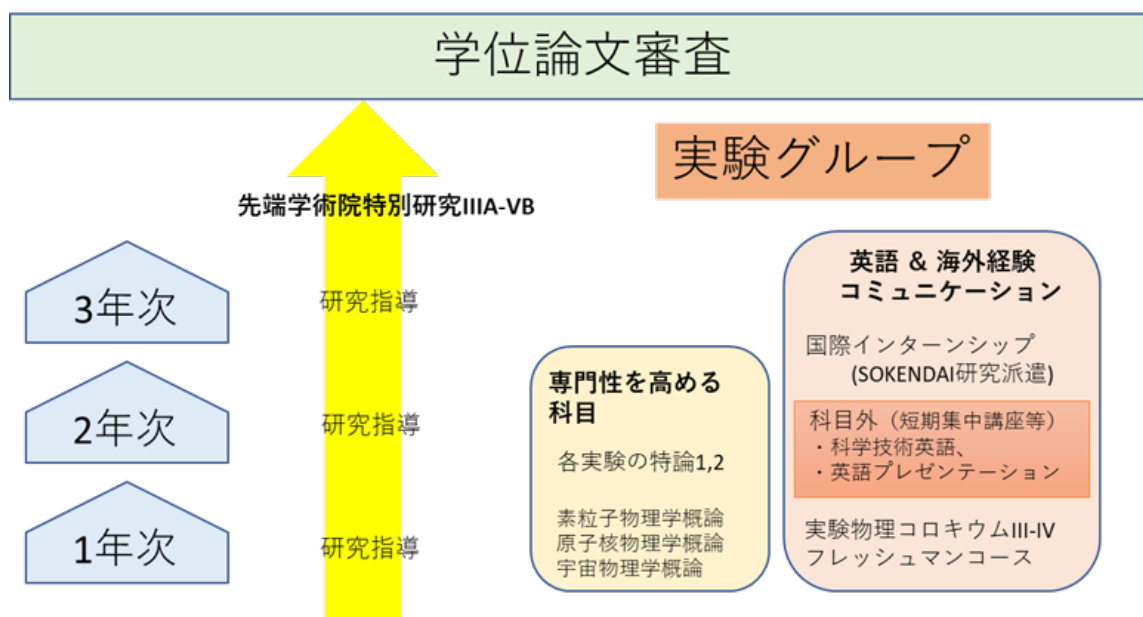 学位論文審査
実験グループ
先端学術院特別研究IIIA-VB
3年次
研究指導
2年次
研究指導
1年次
研究指導
専門性を高める
科目
各実験の特論1,2
素粒子物理学概論
原子核物理学概論
宇宙物理学概論
英語 & 海外経験
コミュニケーション
国際インターンシップ
(SOKENDAI研究派遣)
科目外（短期集中講座等）
・科学技術英語、
・英語プレゼンテーション
実験物理コロキウムIII-IV
フレッシュマンコース